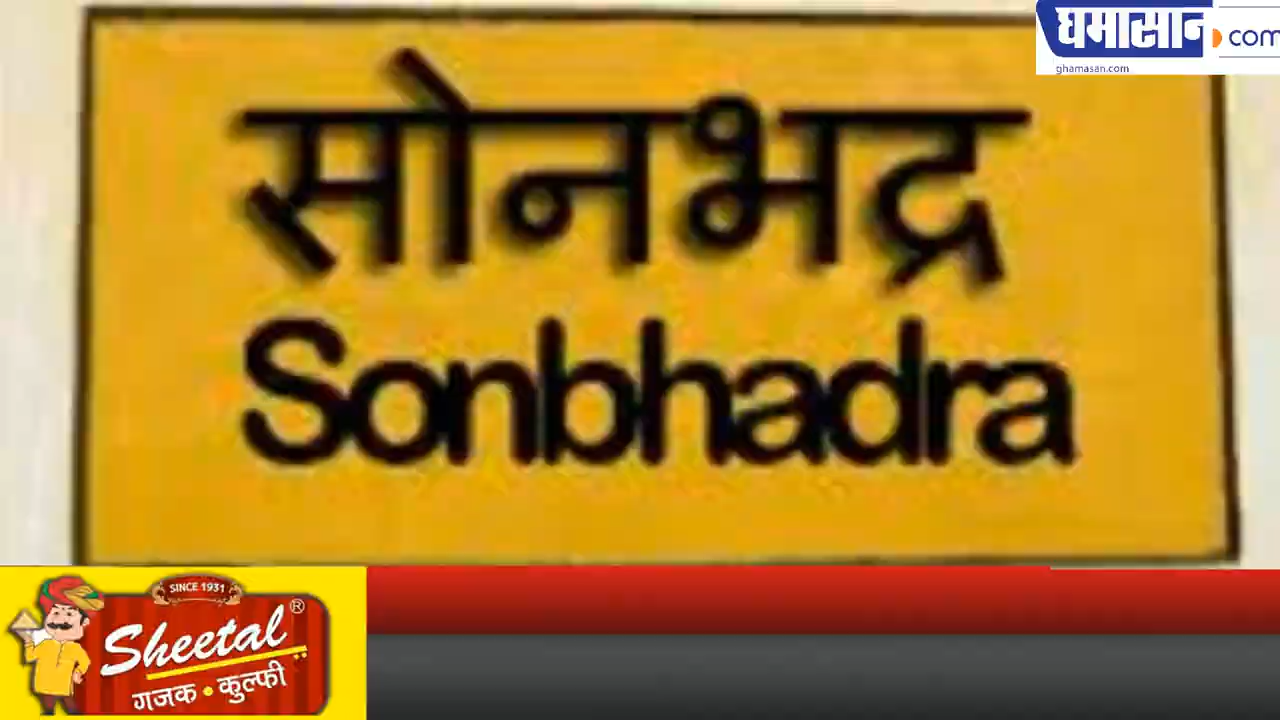 घमासान.com
ghamasan.com
सोनभद्र
Sonbhadra
SINCE 1931
Sheetal®
गजक • कुल्फी